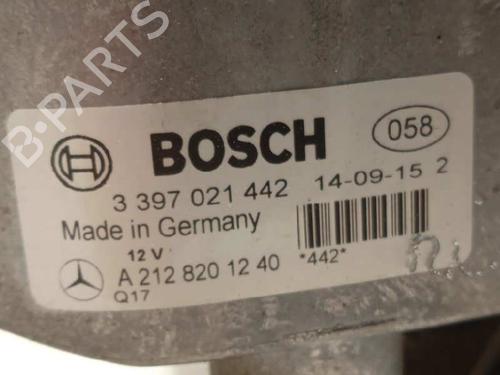 B-PARTS
BOSCH 058
3 397 021 442 14-09-15 2
Made in Germany
12 V
A 212 820 12 40 *442*
Q17